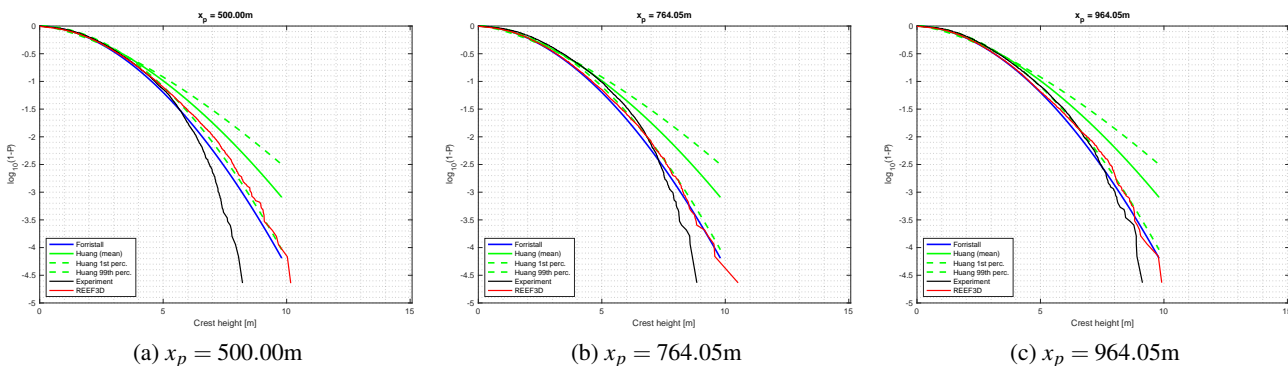 x_p = 500.00m
0
-0.5
-1
-1.5
-2
-2.5
-3
-3.5
-4
-4.5
-5
log_10(1-P)
Forristall
Huang (mean)
Huang 1st perc.
Huang 99th perc.
Experiment
REEF3D
0 5 10 15
Crest height [m]
(a) x_p = 500.00m
x_p = 764.05m
0
-0.5
-1
-1.5
-2
-2.5
-3
-3.5
-4
-4.5
-5
log_10(1-P)
Forristall
Huang (mean)
Huang 1st perc.
Huang 99th perc.
Experiment
REEF3D
0 5 10 15
Crest height [m]
(b) x_p = 764.05m
x_p = 964.05m
0
-0.5
-1
-1.5
-2
-2.5
-3
-3.5
-4
-4.5
-5
log_10(1-P)
Forristall
Huang (mean)
Huang 1st perc.
Huang 99th perc.
Experiment
REEF3D
0 5 10 15
Crest height [m]
(c) x_p = 964.05m